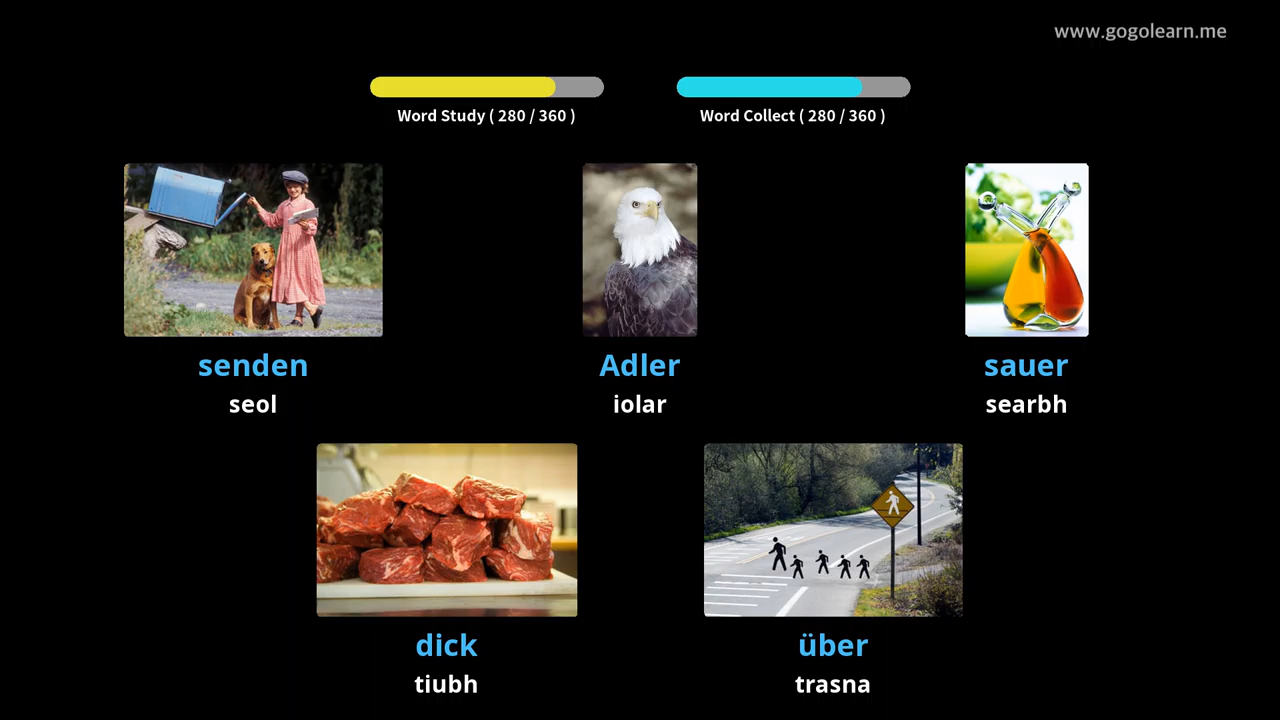 www.gogolearn.me
Word Study ( 280 / 360 )
Word Collect ( 280 / 360 )
senden
seol
Adler
iolar
sauer
searbh
dick
tiubh
über
trasna